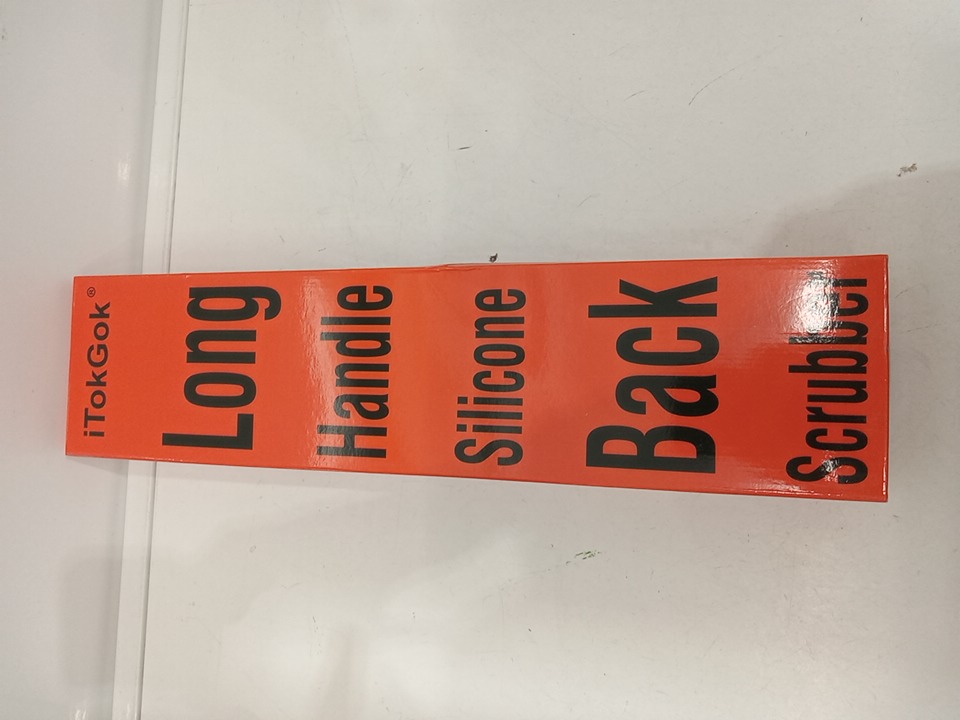 iTokGok®
Long
Handle
Silicone
Back
Scrubber